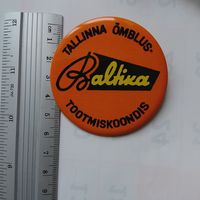 TALLINNA ÕMBLUS-
Baltika
TOOTMISKOONDIS